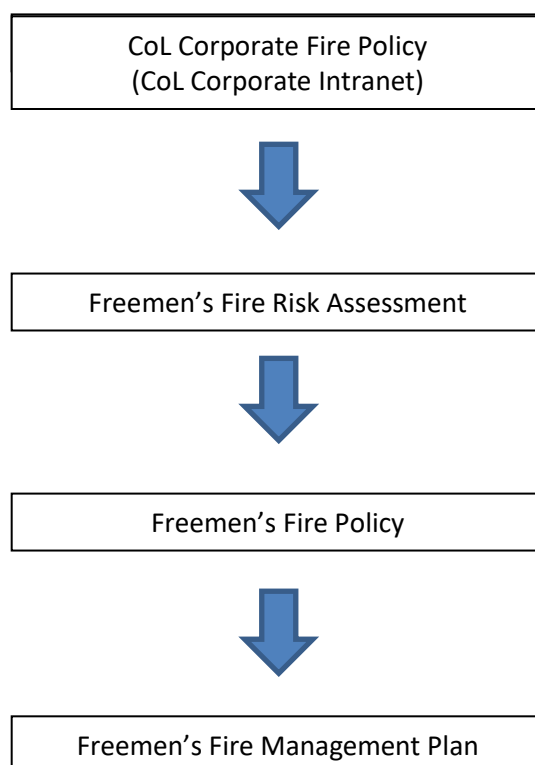 CoL Corporate Fire Policy
(CoL Corporate Intranet)
Freemen’s Fire Risk Assessment
Freemen’s Fire Policy
Freemen’s Fire Management Plan